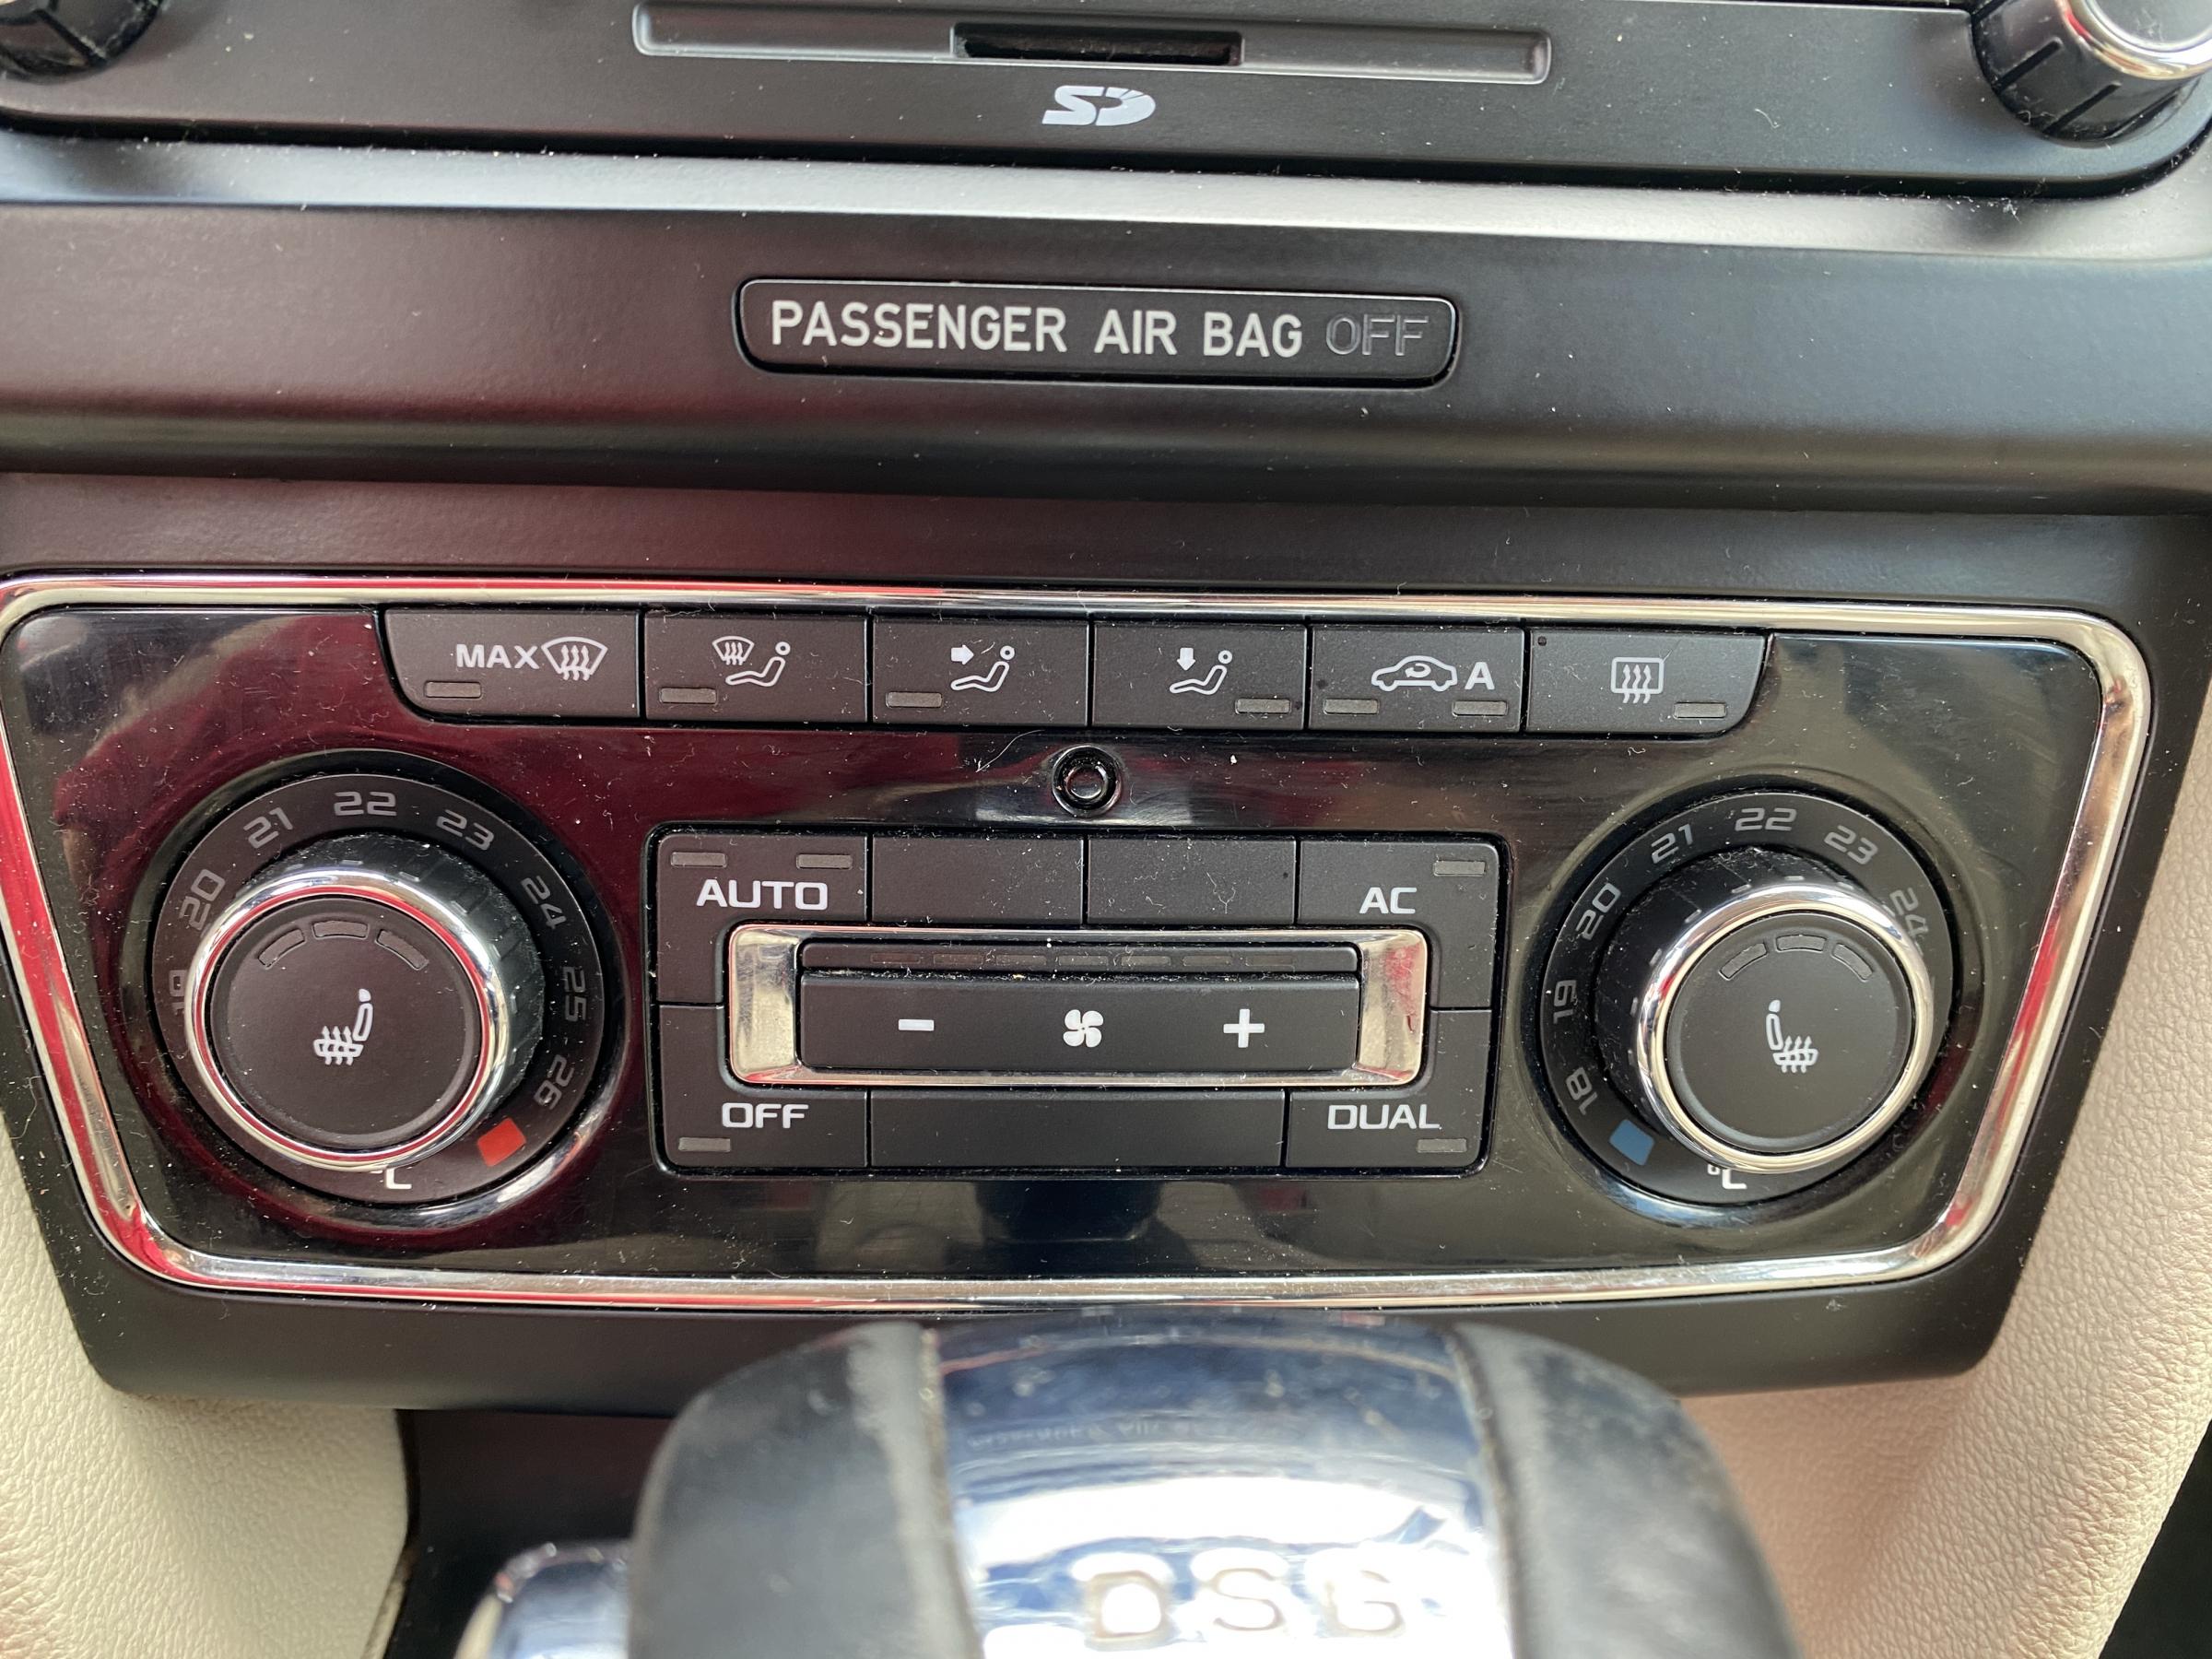 SD
PASSENGER AIR BAG OFF
MAX
A
20 21 22 23 24 25 26
°C
AUTO
AC
- +
OFF
DUAL
18 19 20 21 22 23 24
°C
DSG